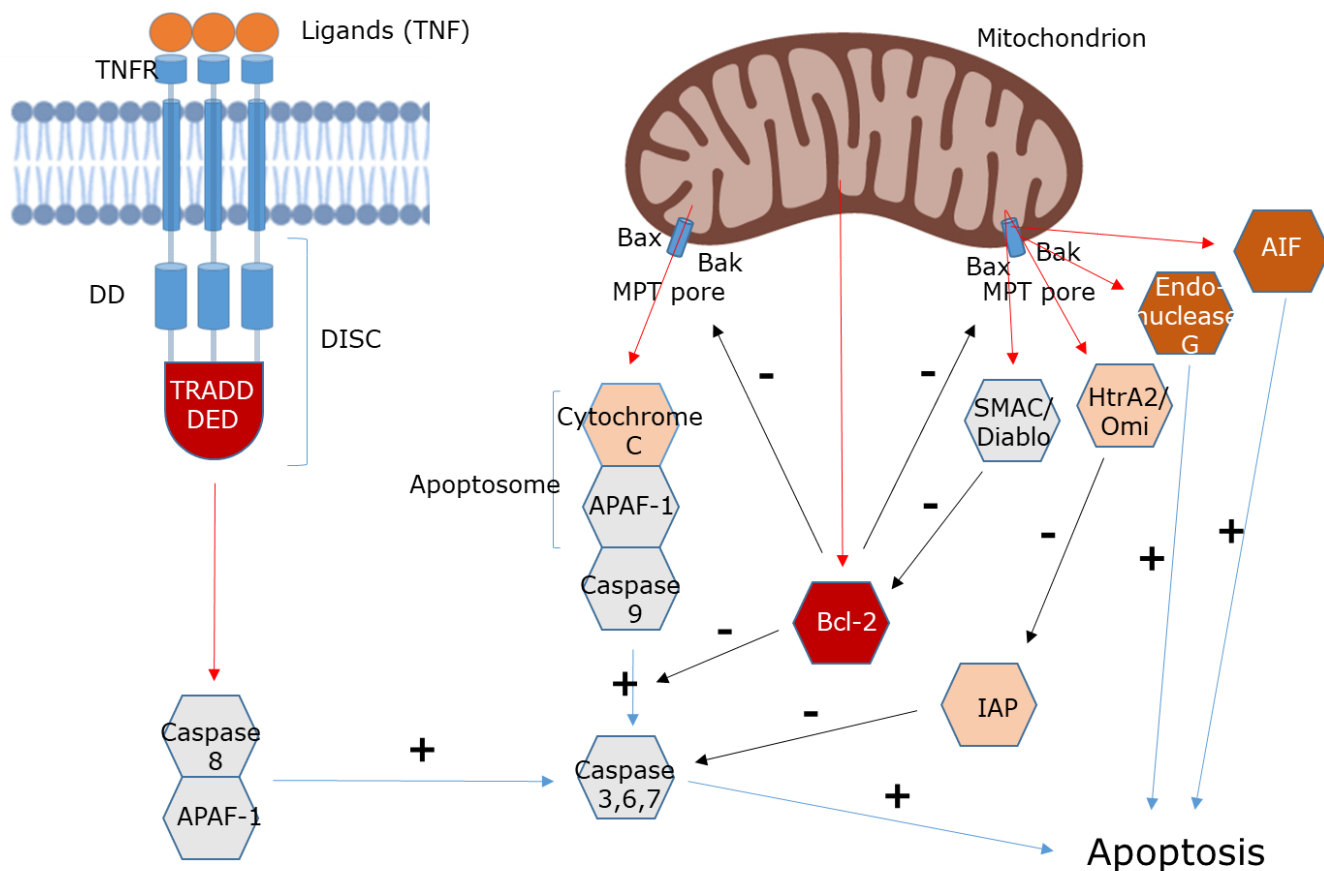 Ligands (TNF)
TNFR
Mitochondrion
DD
DISC
TRADD
DED
Bax
Bak
MPT pore
Bax
Bak
MPT pore
AIF
Endo-
nuclease
G
Cytochrome
C
SMAC/
Diablo
HtrA2/
Omi
Apoptosome
APAF-1
Caspase
9
Bcl-2
IAP
Caspase
8
APAF-1
Caspase
3,6,7
Apoptosis
-
-
-
-
-
-
+
+
+
+
+